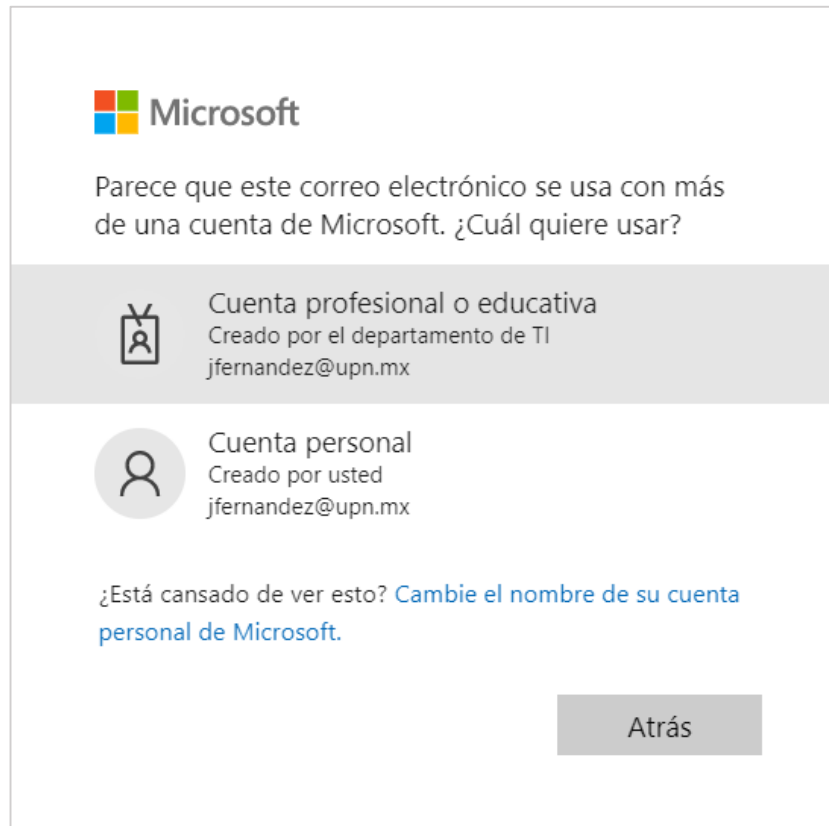 Microsoft
Parece que este correo electrónico se usa con más
de una cuenta de Microsoft. ¿Cuál quiere usar?
Cuenta profesional o educativa
Creado por el departamento de TI
jfernandez@upn.mx
Cuenta personal
Creado por usted
jfernandez@upn.mx
¿Está cansado de ver esto? Cambie el nombre de su cuenta
personal de Microsoft.
Atrás